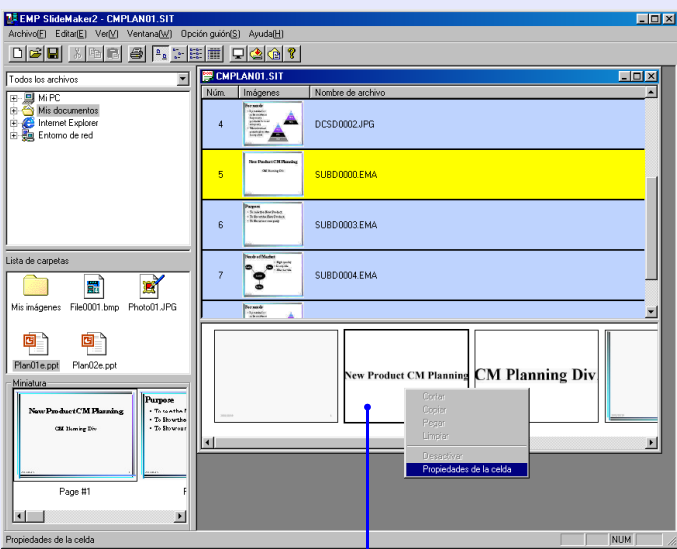 EMP SlideMaker2 - CMPLAN01.SIT
Archivo(F) Editar(E) Ver(V) Ventana(W) Opción guión(S) Ayuda(H)
Todos los archivos
Mi PC
Mis documentos
Internet Explorer
Entorno de red
Lista de carpetas
Mis imágenes File0001.bmp Photo01.JPG
Plan01e.ppt Plan02e.ppt
Miniatura
New Product CM Planning
CM Planning Div
Purpose
Page #1
CMPLAN01.SIT
Núm. Imágenes Nombre de archivo
4 DCSD0002.JPG
5 New Product CM Planning SUBD0000.EMA
6 Purpose SUBD0003.EMA
7 SUBD0004.EMA
New Product CM Planning CM Planning Div
Cortar
Copiar
Pegar
Limpiar
Desactivar
Propiedades de la celda
Propiedades de la celda NUM